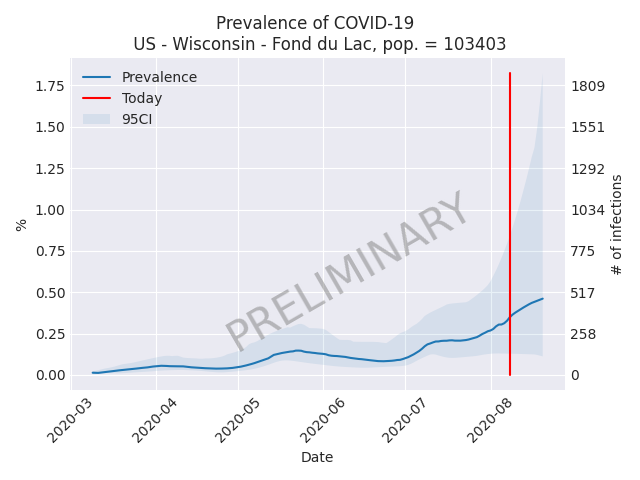 Prevalence of COVID-19
US - Wisconsin - Fond du Lac, pop. = 103403
Prevalence
Today
95CI
1.75
1.50
1.25
1.00
0.75
0.50
0.25
0.00
%
1809
1551
1292
1034
775
517
258
0
# of infections
PRELIMINARY
2020-03
2020-04
2020-05
2020-06
2020-07
2020-08
Date